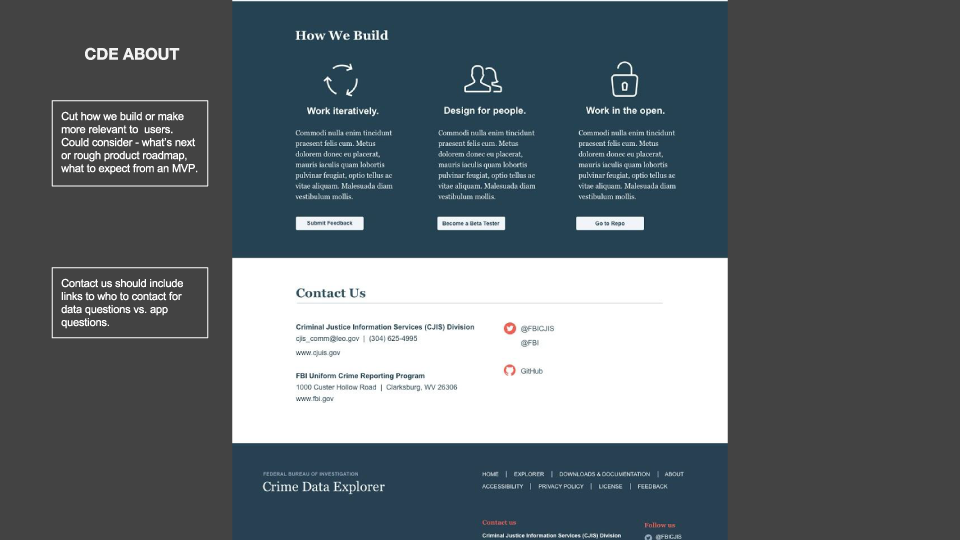 CDE ABOUT
Cut how we build or make
more relevant to users.
Could consider - what's next
or rough product roadmap,
what to expect from an MVP.
Contact us should include
links to who to contact for
data questions vs. app
questions.
How We Build
Work iteratively.
Commodi nulla enim tincidunt
praesent felis cum. Metus
dolorem donec eu placerat,
mauris iaculis quam lobortis
pulvinar feugiat, optio tellus ac
vitae aliquam. Malesuada diam
vestibulum mollis.
Submit Feedback
Design for people.
Commodi nulla enim tincidunt
praesent felis cum. Metus
dolorem donec eu placerat,
mauris iaculis quam lobortis
pulvinar feugiat, optio tellus ac
vitae aliquam. Malesuada diam
vestibulum mollis.
Become a Beta Tester
Work in the open.
Commodi nulla enim tincidunt
praesent felis cum. Metus
dolorem donec eu placerat,
mauris iaculis quam lobortis
pulvinar feugiat, optio tellus ac
vitae aliquam. Malesuada diam
vestibulum mollis.
Go to Repo
Contact Us
Criminal Justice Information Services (CJIS) Division
cjis_comm@leo.gov | (304) 625-4995
www.cjuis.gov
FBI Uniform Crime Reporting Program
1000 Custer Hollow Road | Clarksburg, WV 26306
www.fbi.gov
@FBICJIS
@FBI
GitHub
FEDERAL BUREAU OF INVESTIGATION
Crime Data Explorer
HOME | EXPLORER | DOWNLOADS & DOCUMENTATION | ABOUT
ACCESSIBILITY | PRIVACY POLICY | LICENSE | FEEDBACK
Contact us
Criminal Justice Information Services (CJIS) Division
Follow us
@FBICJIS